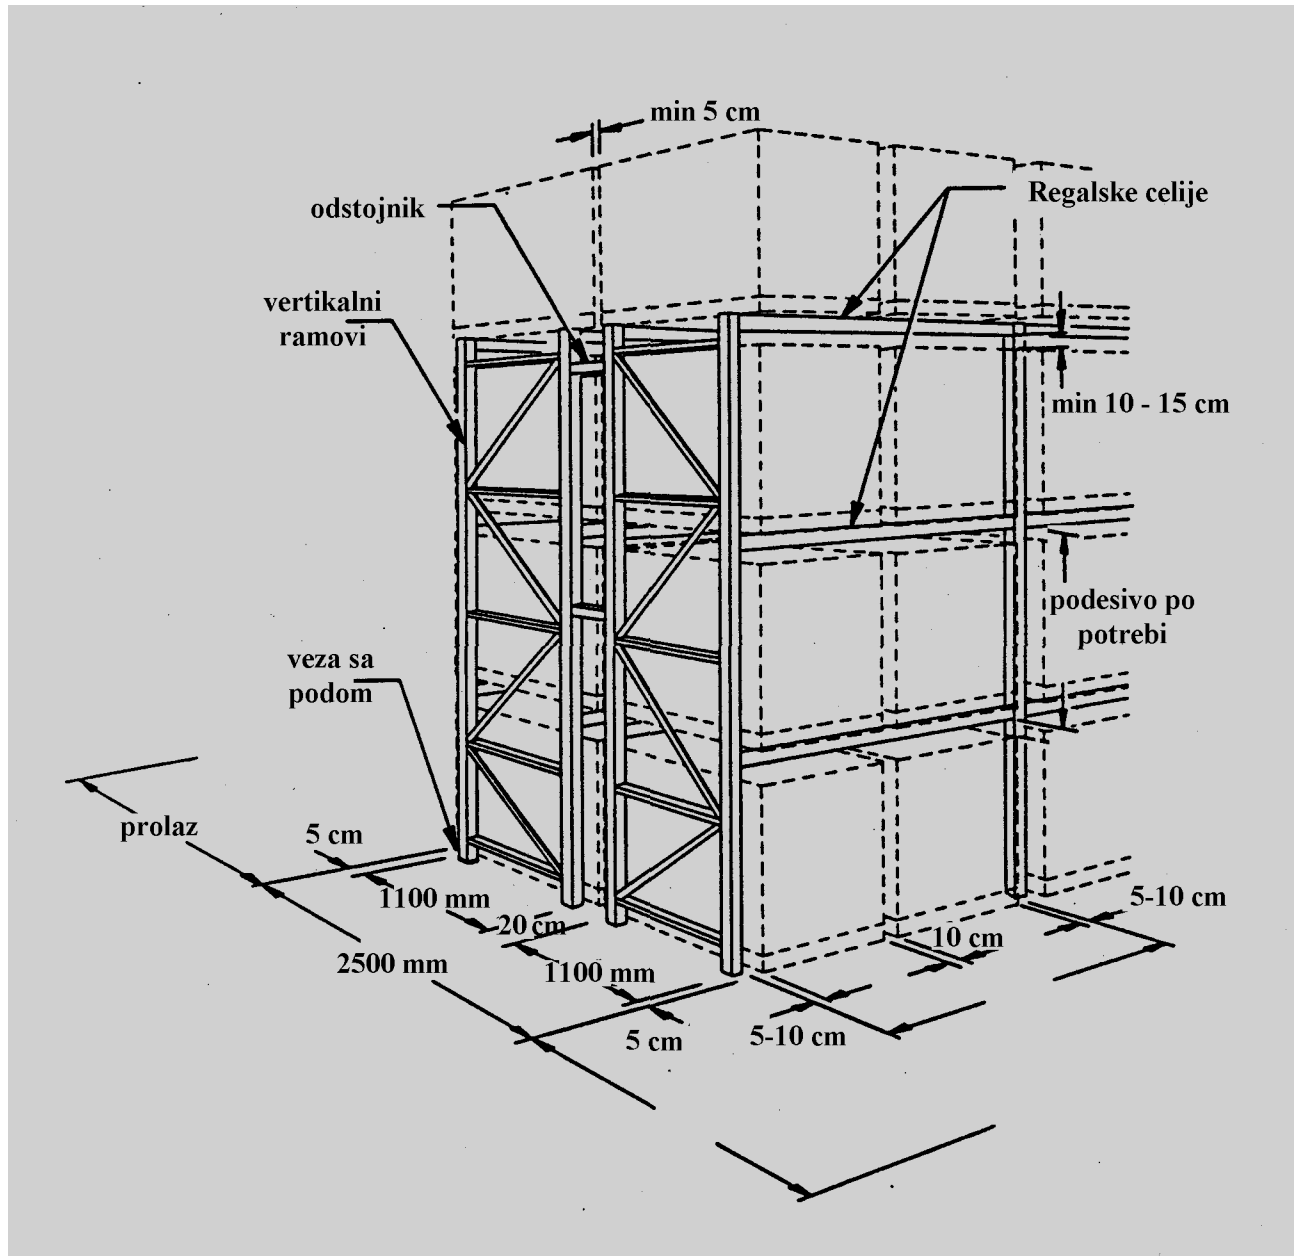 min 5 cm
odstojnik
Regalske celije
vertikalni
ramovi
min 10 - 15 cm
podesivo po
potrebi
veza sa
podom
prolaz
5 cm
1100 mm
20 cm
2500 mm
1100 mm
5 cm
5-10 cm
10 cm
5-10 cm